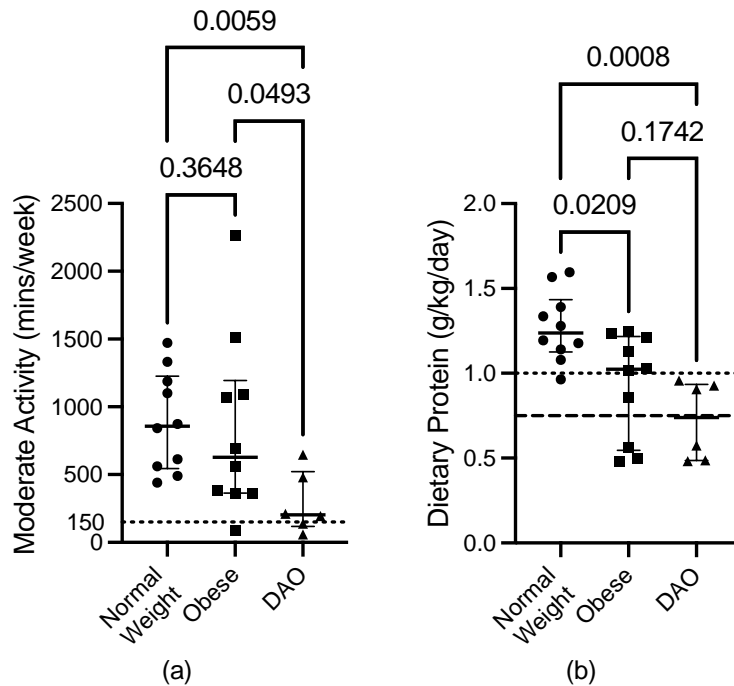 0.0059
0.0493
0.3648
Moderate Activity (mins/week)
2500
2000
1500
1000
500
150
0
Normal
Weight
Obese
DAO
(a)
0.0008
0.1742
0.0209
Dietary Protein (g/kg/day)
2.0
1.5
1.0
0.5
0.0
Normal
Weight
Obese
DAO
(b)